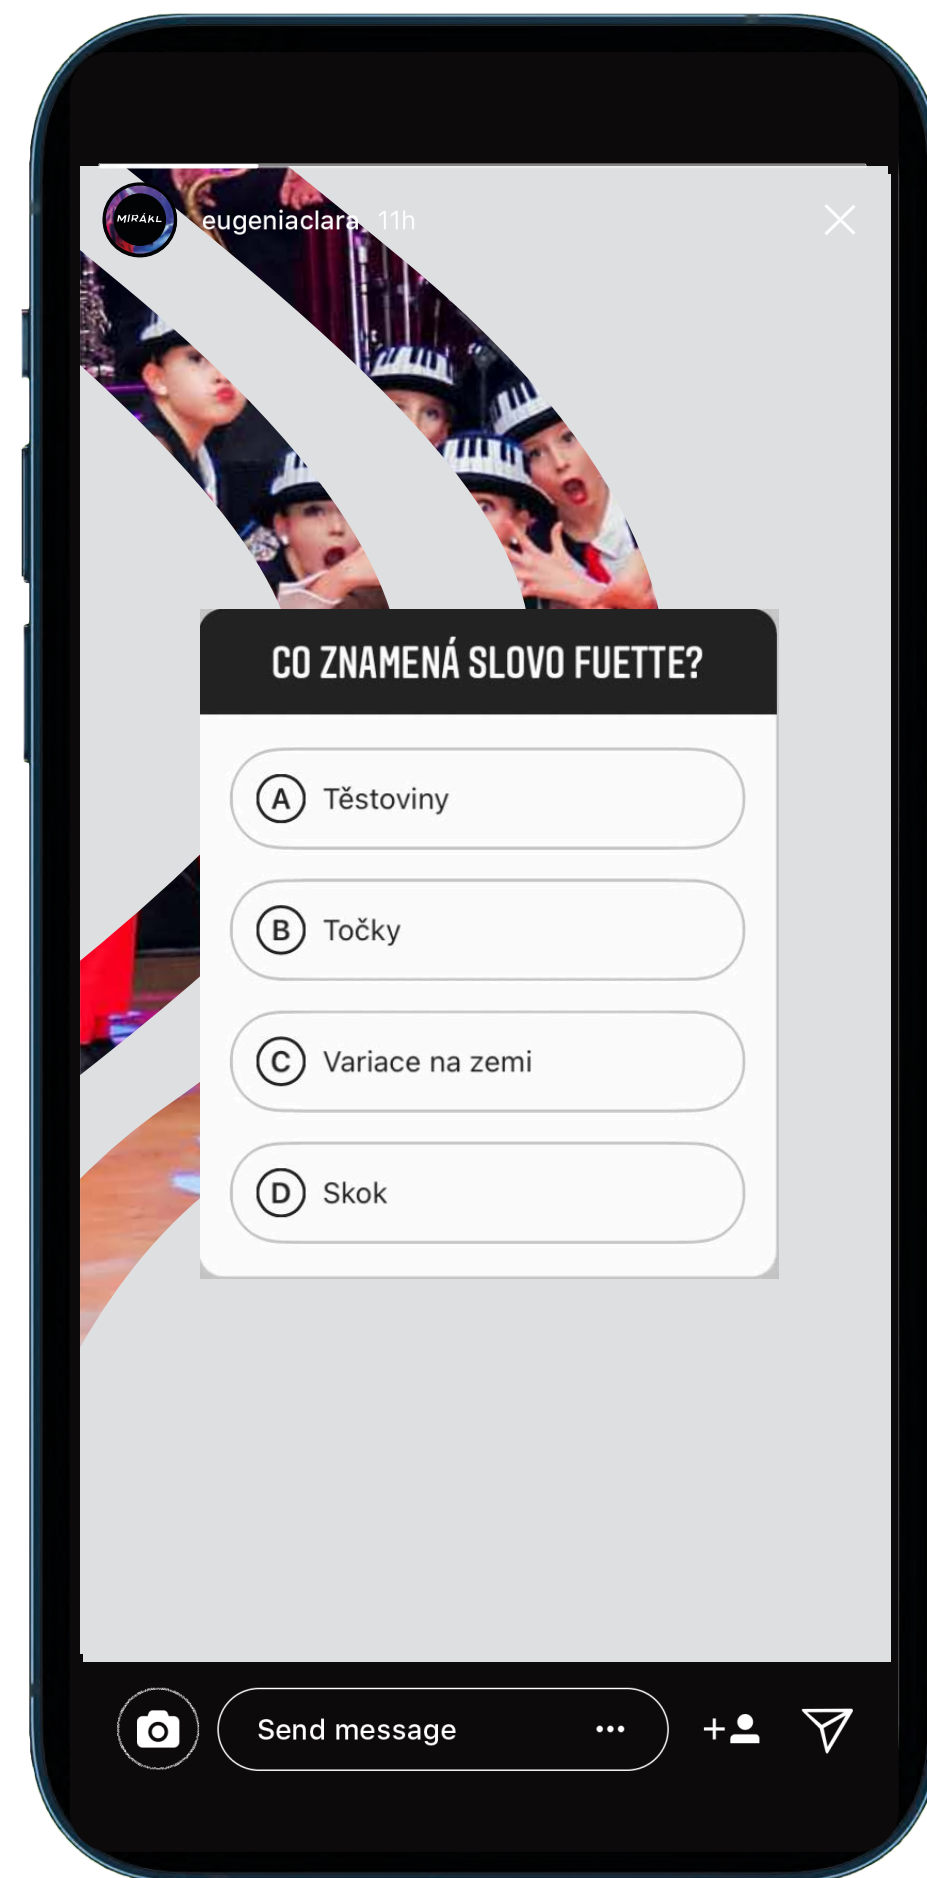 MIRÁKL
eugeniaclara 11h
CO ZNAMENÁ SLOVO FUETTE?
A Těstoviny
B Točky
C Variace na zemi
D Skok
Send message